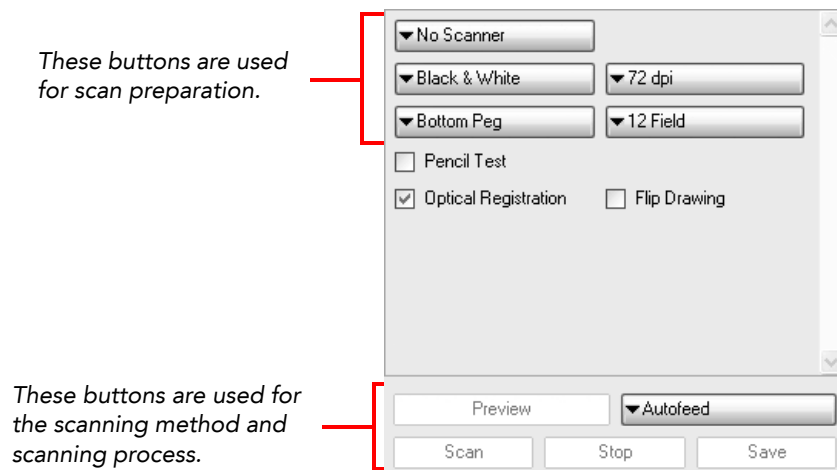 These buttons are used
for scan preparation.
No Scanner
Black & White 72 dpi
Bottom Peg 12 Field
Pencil Test
Optical Registration Flip Drawing
These buttons are used for
the scanning method and
scanning process.
Preview Autofeed
Scan Stop Save